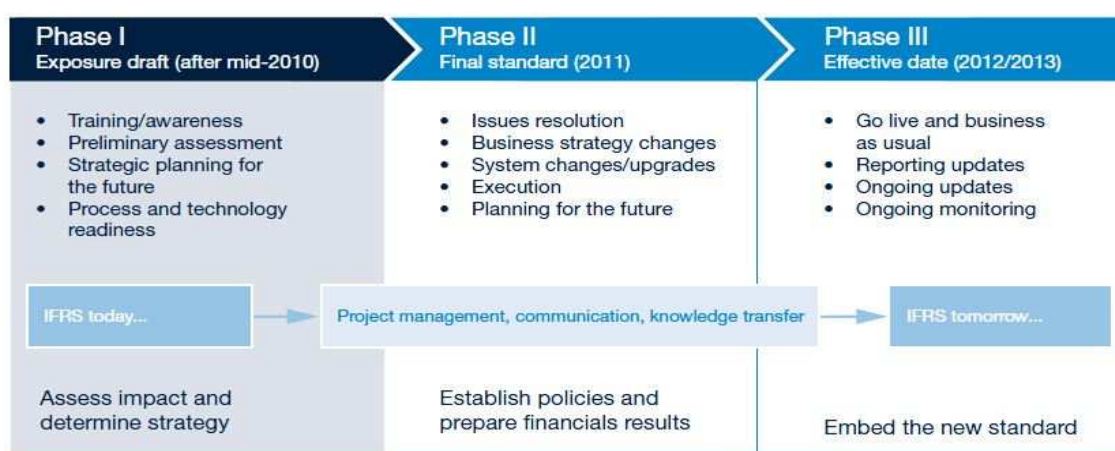 Phase I
Exposure draft (after mid-2010)
Phase II
Final standard (2011)
Phase III
Effective date (2012/2013)
• Training/awareness
• Preliminary assessment
• Strategic planning for
the future
• Process and technology
readiness
• Issues resolution
• Business strategy changes
• System changes/upgrades
• Execution
• Planning for the future
• Go live and business
as usual
• Reporting updates
• Ongoing updates
• Ongoing monitoring
IFRS today...
Project management, communication, knowledge transfer
IFRS tomorrow...
Assess impact and
determine strategy
Establish policies and
prepare financials results
Embed the new standard